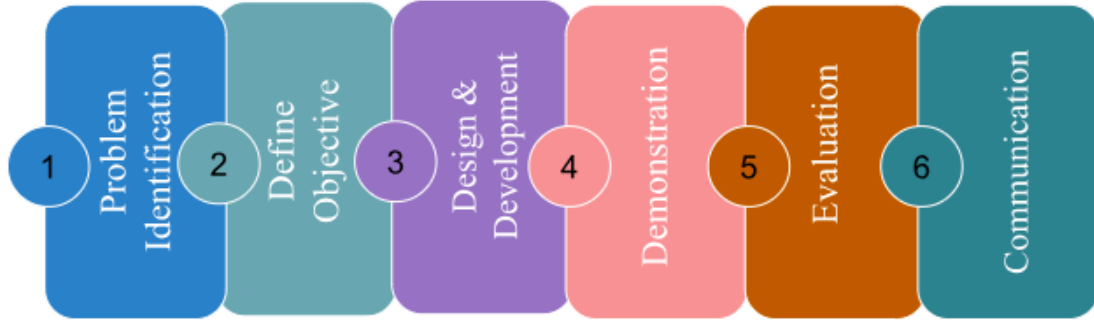 1
Problem
Identification
2
Define
Objective
3
Design &
Development
4
Demonstration
5
Evaluation
6
Communication